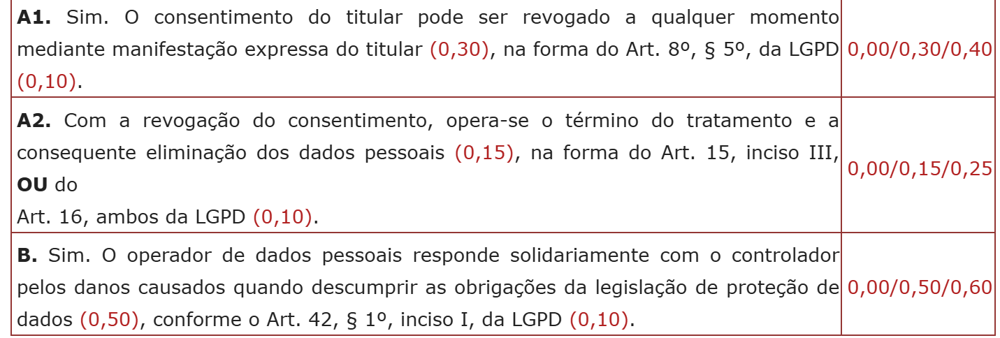 A1. Sim. O consentimento do titular pode ser revogado a qualquer momento
mediante manifestação expressa do titular (0,30), na forma do Art. 8º, § 5º, da LGPD
(0,10).
0,00/0,30/0,40
A2. Com a revogação do consentimento, opera-se o término do tratamento e a
consequente eliminação dos dados pessoais (0,15), na forma do Art. 15, inciso III,
OU do
Art. 16, ambos da LGPD (0,10).
0,00/0,15/0,25
B. Sim. O operador de dados pessoais responde solidariamente com o controlador
pelos danos causados quando descumprir as obrigações da legislação de proteção de
dados (0,50), conforme o Art. 42, § 1º, inciso I, da LGPD (0,10).
0,00/0,50/0,60